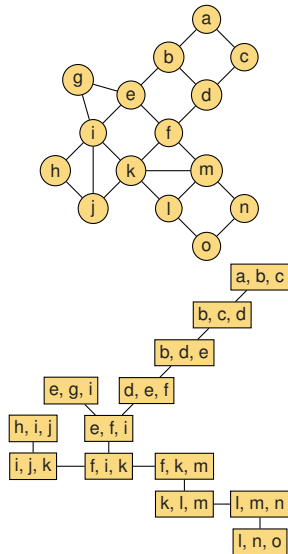 a
b c
g e d
i f
h k m
j l n
o
a, b, c
b, c, d
b, d, e
e, g, i d, e, f
h, i, j e, f, i
i, j, k f, i, k f, k, m
k, l, m l, m, n
l, n, o